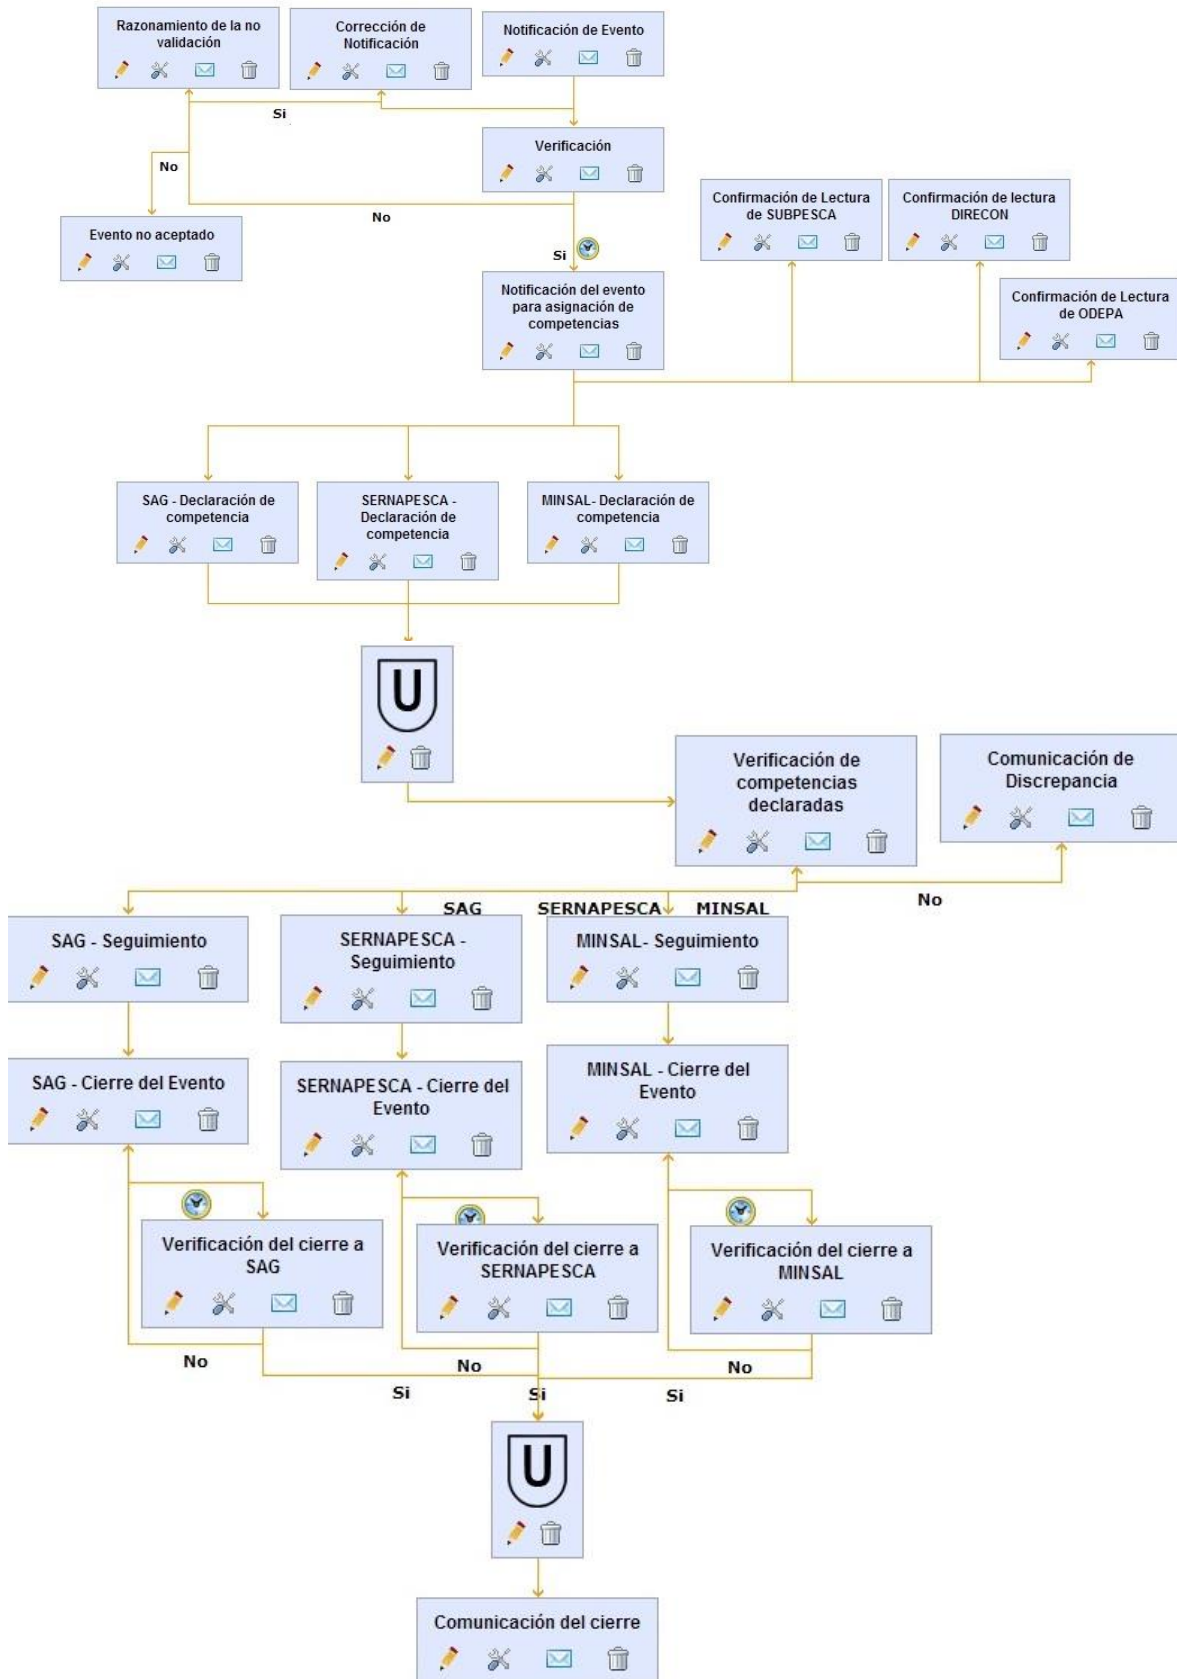 Razonamiento de la no
validación
Corrección de
Notificación
Notificación de Evento
Si
Verificación
No
No
Evento no aceptado
Si
Confirmación de Lectura
de SUBPESCA
Confirmación de lectura
DIRECON
Notificación del evento
para asignación de
competencias
Confirmación de Lectura
de ODEPA
SAG - Declaración de
competencia
SERNAPESCA -
Declaración de
competencia
MINSAL- Declaración de
competencia
U
Verificación de
competencias
declaradas
Comunicación de
Discrepancia
No
SAG
SERNAPESCA
MINSAL
SAG - Seguimiento
SERNAPESCA -
Seguimiento
MINSAL- Seguimiento
SAG - Cierre del Evento
SERNAPESCA - Cierre del
Evento
MINSAL - Cierre del
Evento
Verificación del cierre a
SAG
Verificación del cierre a
SERNAPESCA
Verificación del cierre a
MINSAL
No
No
No
Si
Si
Si
U
Comunicación del cierre